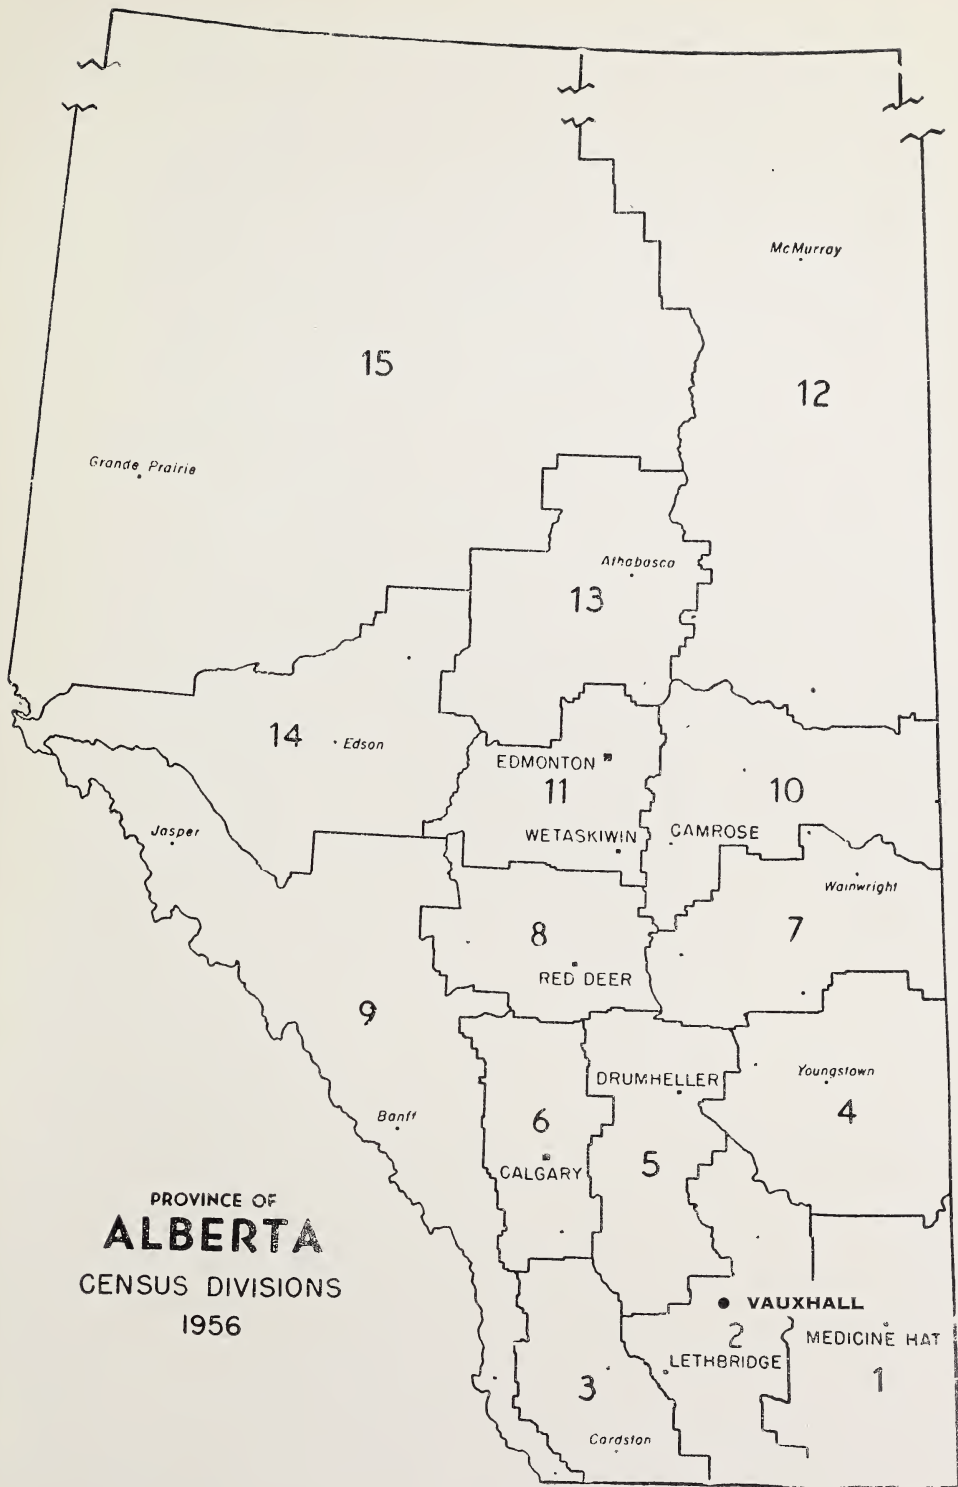 McMurray
15
12
Grande Prairie
Athabasca
13
14
Edson
EDMONTON
11
10
WETASKIWIN
CAMROSE
Jasper
Wainwright
8
7
RED DEER
9
Youngstown
DRUMHELLER
4
Banff
6
5
CALGARY
PROVINCE OF
ALBERTA
CENSUS DIVISIONS
1956
VAUXHALL
2
MEDICINE HAT
LETHBRIDGE
1
3
Cardston